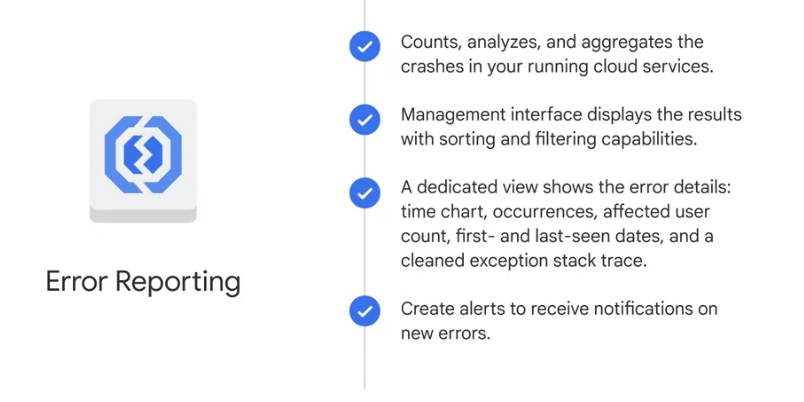 Counts, analyzes, and aggregates the
crashes in your running cloud services.
Management interface displays the results
with sorting and filtering capabilities.
A dedicated view shows the error details:
time chart, occurrences, affected user
count, first- and last-seen dates, and a
cleaned exception stack trace.
Error Reporting
Create alerts to receive notifications on
new errors.